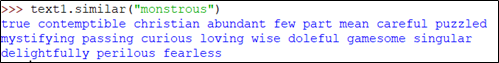 >>> text1.similar("monstrous")
true contemptible christian abundant few part mean careful puzzled
mystifying passing curious loving wise doleful gamesome singular
delightfully perilous fearless